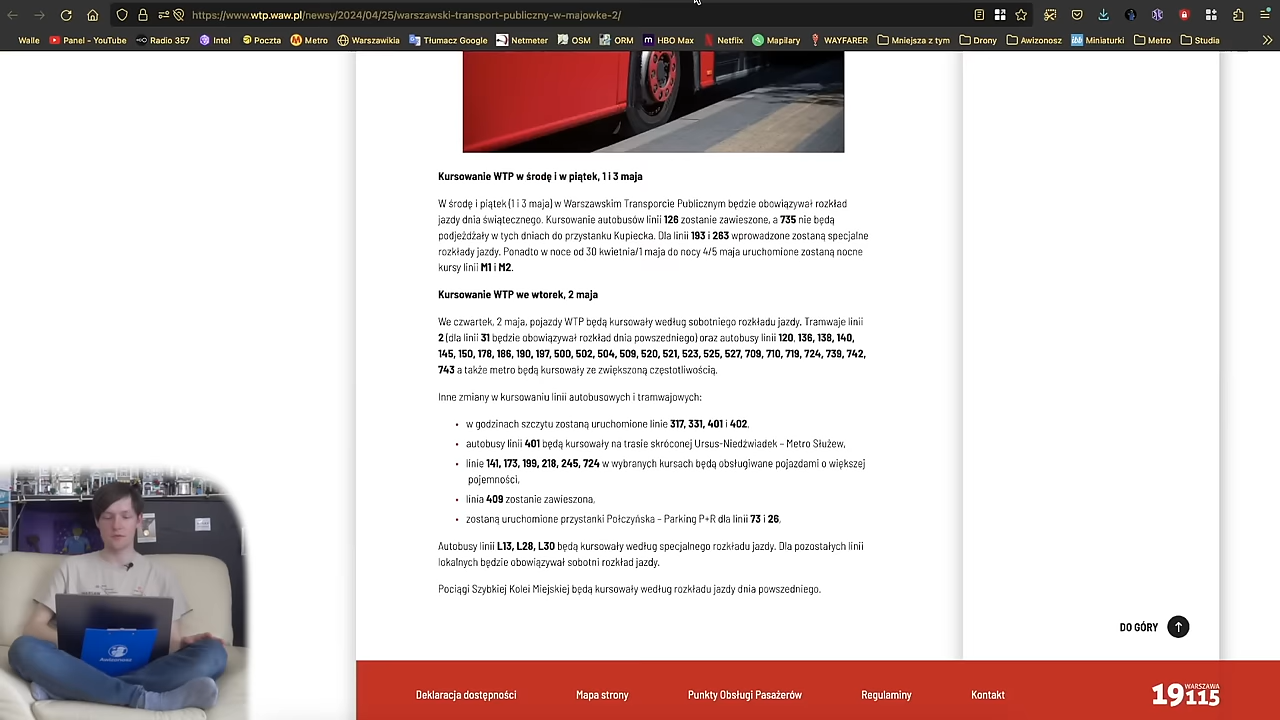 https://www.wtp.waw.pl/newsy/2024/04/25/warszawski-transport-publiczny-w-majowke-2/
Walle Panel - YouTube Radio 357 Intel Poczta Metro Warszawikia Tłumacz Google Netmeter OSM ORM HBO Max Netflix Mapilary WAYFARER Mniejsza z tym Drony Awizonosz Miniaturki Metro Studia
Kursowanie WTP w środę i w piątek, 1 i 3 maja
W środę i piątek (1 i 3 maja) w Warszawskim Transporcie Publicznym będzie obowiązywał rozkład
jazdy dnia świątecznego. Kursowanie autobusów linii 126 zostanie zawieszone, a 735 nie będą
podjeżdżały w tych dniach do przystanku Kupiecka. Dla linii 193 i 263 wprowadzone zostaną specjalne
rozkłady jazdy. Ponadto w noce od 30 kwietnia/1 maja do nocy 4/5 maja uruchomione zostaną nocne
kursy linii M1 i M2.
Kursowanie WTP we wtorek, 2 maja
We czwartek, 2 maja, pojazdy WTP będą kursowały według sobotniego rozkładu jazdy. Tramwaje linii
2 (dla linii 31 będzie obowiązywał rozkład dnia powszedniego) oraz autobusy linii 120, 136, 138, 140,
145, 150, 178, 186, 190, 197, 500, 502, 504, 509, 520, 521, 523, 525, 527, 709, 710, 719, 724, 739, 742,
743 a także metro będą kursowały ze zwiększoną częstotliwością.
Inne zmiany w kursowaniu linii autobusowych i tramwajowych:
• w godzinach szczytu zostaną uruchomione linie 317, 331, 401 i 402,
• autobusy linii 401 będą kursowały na trasie skróconej Ursus-Niedźwiadek – Metro Służew,
• linie 141, 173, 199, 218, 245, 724 w wybranych kursach będą obsługiwane pojazdami o większej
pojemności,
• linia 409 zostanie zawieszona,
• zostaną uruchomione przystanki Połczyńska – Parking P+R dla linii 73 i 26,
Autobusy linii L13, L28, L30 będą kursowały według specjalnego rozkładu jazdy. Dla pozostałych linii
lokalnych będzie obowiązywał sobotni rozkład jazdy.
Pociągi Szybkiej Kolei Miejskiej będą kursowały według rozkładu jazdy dnia powszedniego.
DO GÓRY
Awizonosz
Deklaracja dostępności Mapa strony Punkty Obsługi Pasażerów Regulaminy Kontakt
WARSZAWA
19115